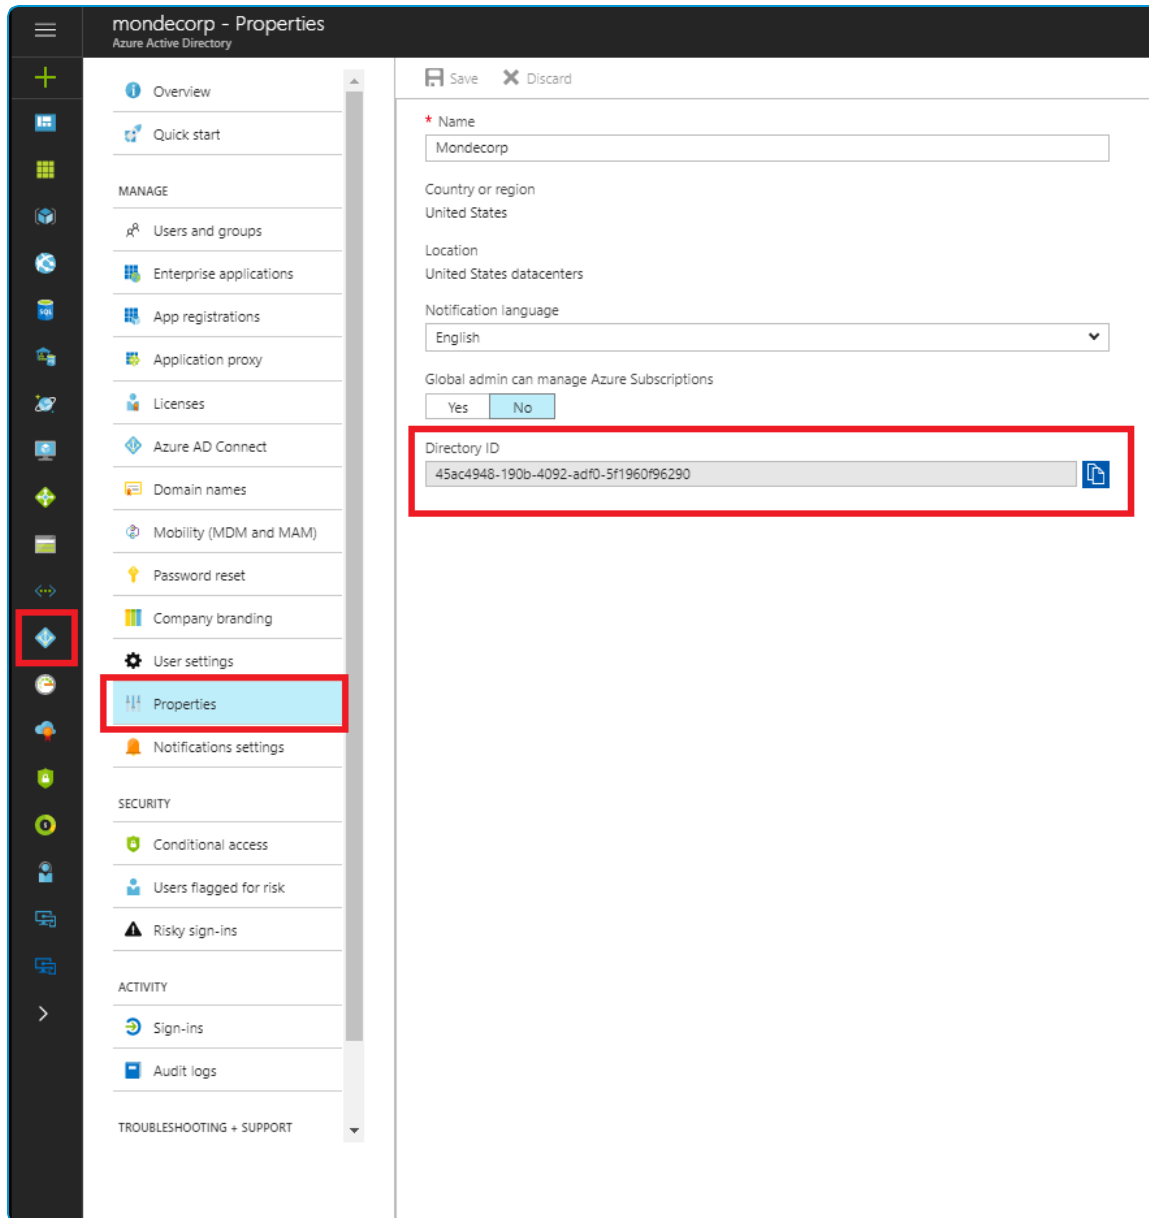 mondecorp - Properties
Azure Active Directory
Overview
Quick start
MANAGE
Users and groups
Enterprise applications
App registrations
Application proxy
Licenses
Azure AD Connect
Domain names
Mobility (MDM and MAM)
Password reset
Company branding
User settings
Properties
Notifications settings
SECURITY
Conditional access
Users flagged for risk
Risky sign-ins
ACTIVITY
Sign-ins
Audit logs
TROUBLESHOOTING + SUPPORT
Save Discard
* Name
Mondecorp
Country or region
United States
Location
United States datacenters
Notification language
English
Global admin can manage Azure Subscriptions
Yes No
Directory ID
45ac4948-190b-4092-adf0-5f1960f96290
SQL